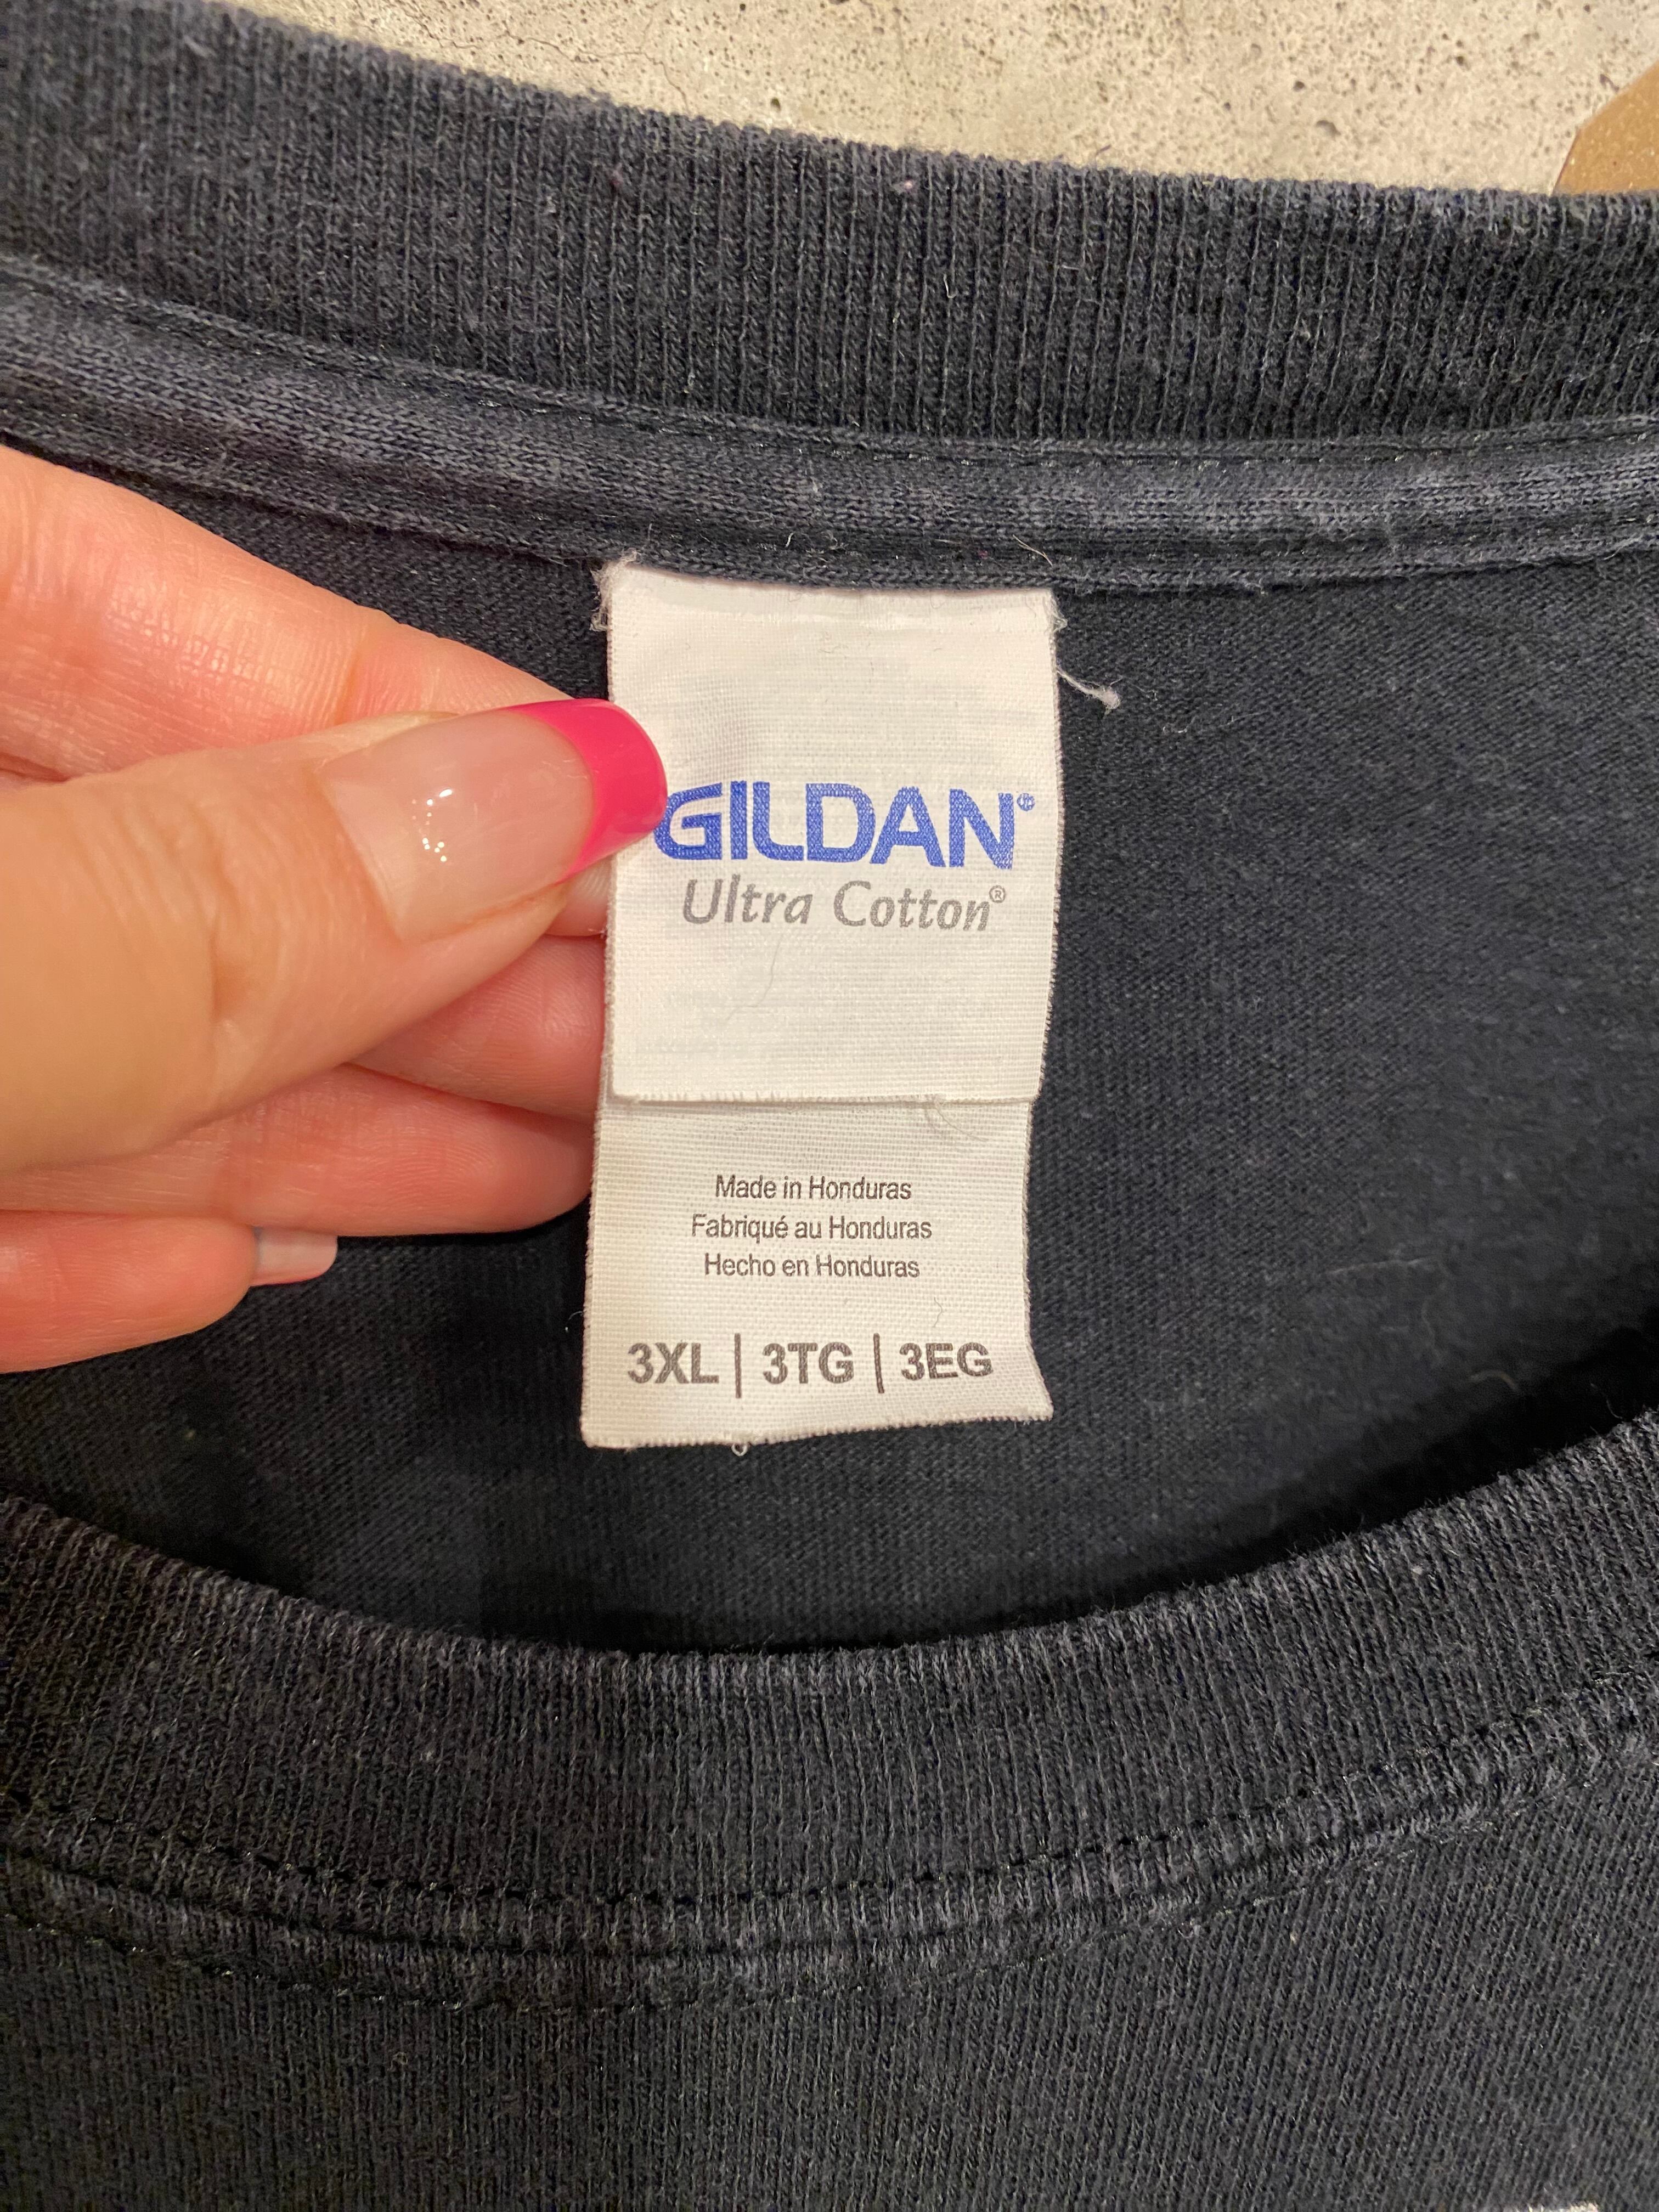 GILDAN®
Ultra Cotton®
Made in Honduras
Fabriqué au Honduras
Hecho en Honduras
3XL | 3TG | 3EG